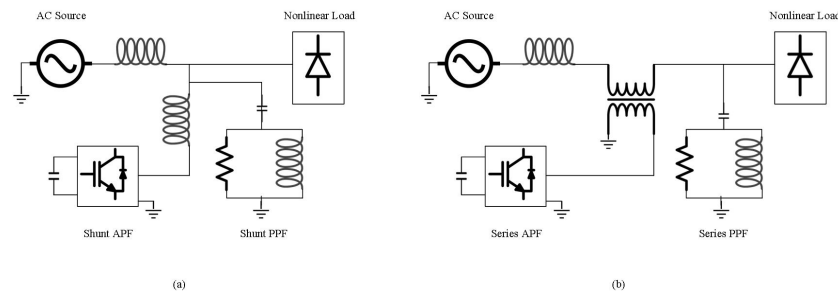 AC Source
Nonlinear Load
Shunt APF
Shunt PPF
(a)
AC Source
Nonlinear Load
Series APF
Series PPF
(b)